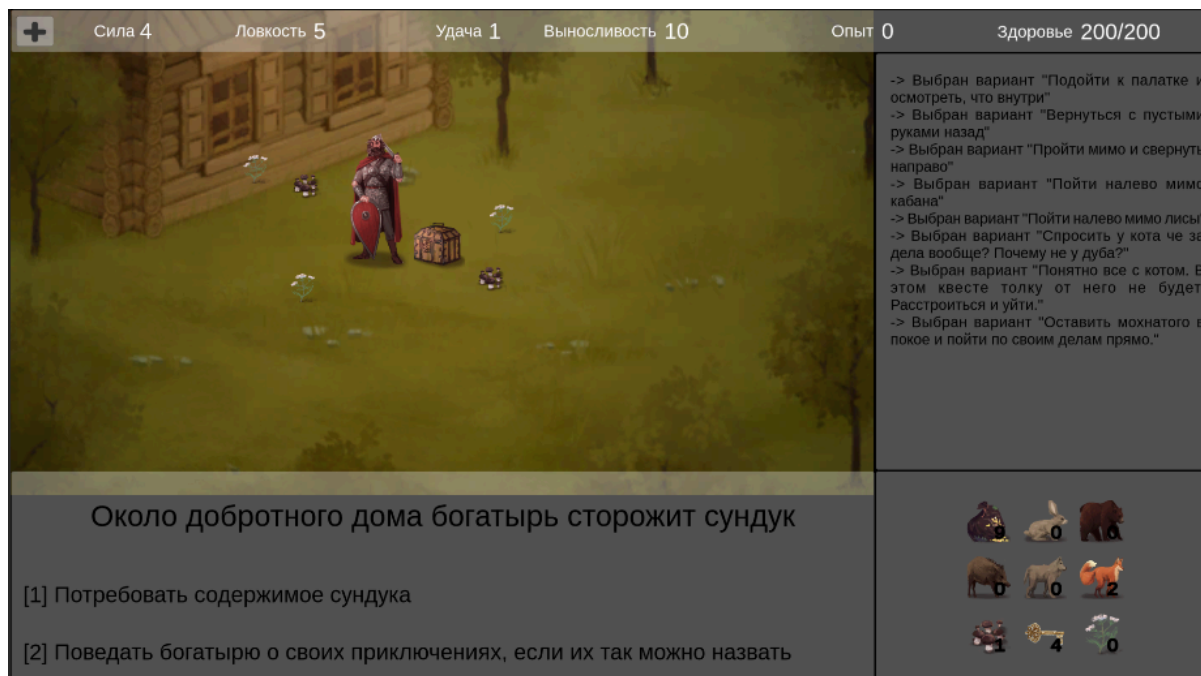 Сила 4 Ловкость 5 Удача 1 Выносливость 10 Опыт 0 Здоровье 200/200
-> Выбран вариант "Подойти к палатке и
осмотреть, что внутри"
-> Выбран вариант "Вернуться с пустыми
руками назад"
-> Выбран вариант "Пройти мимо и свернуть
направо"
-> Выбран вариант "Пойти налево мимо
кабана"
-> Выбран вариант "Пойти налево мимо лисы"
-> Выбран вариант "Спросить у кота че за
дела вообще? Почему не у дуба?"
-> Выбран вариант "Понятно все с котом. В
этом квесте толку от него не будет.
Расстроиться и уйти."
-> Выбран вариант "Оставить мохнатого в
покое и пойти по своим делам прямо."
Около добротного дома богатырь сторожит сундук
[1] Потребовать содержимое сундука
[2] Поведать богатырю о своих приключениях, если их так можно назвать
9 0 0
0 0 2
1 4 0